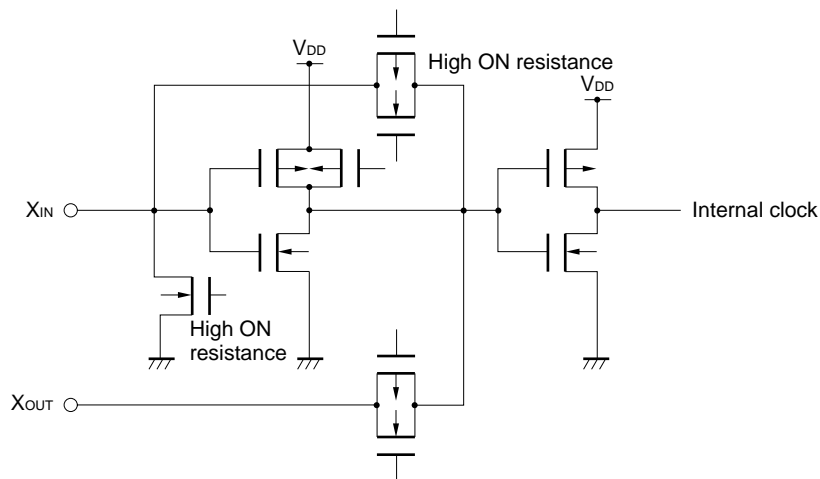 VDD
High ON resistance
VDD
XIN
Internal clock
High ON
resistance
XOUT